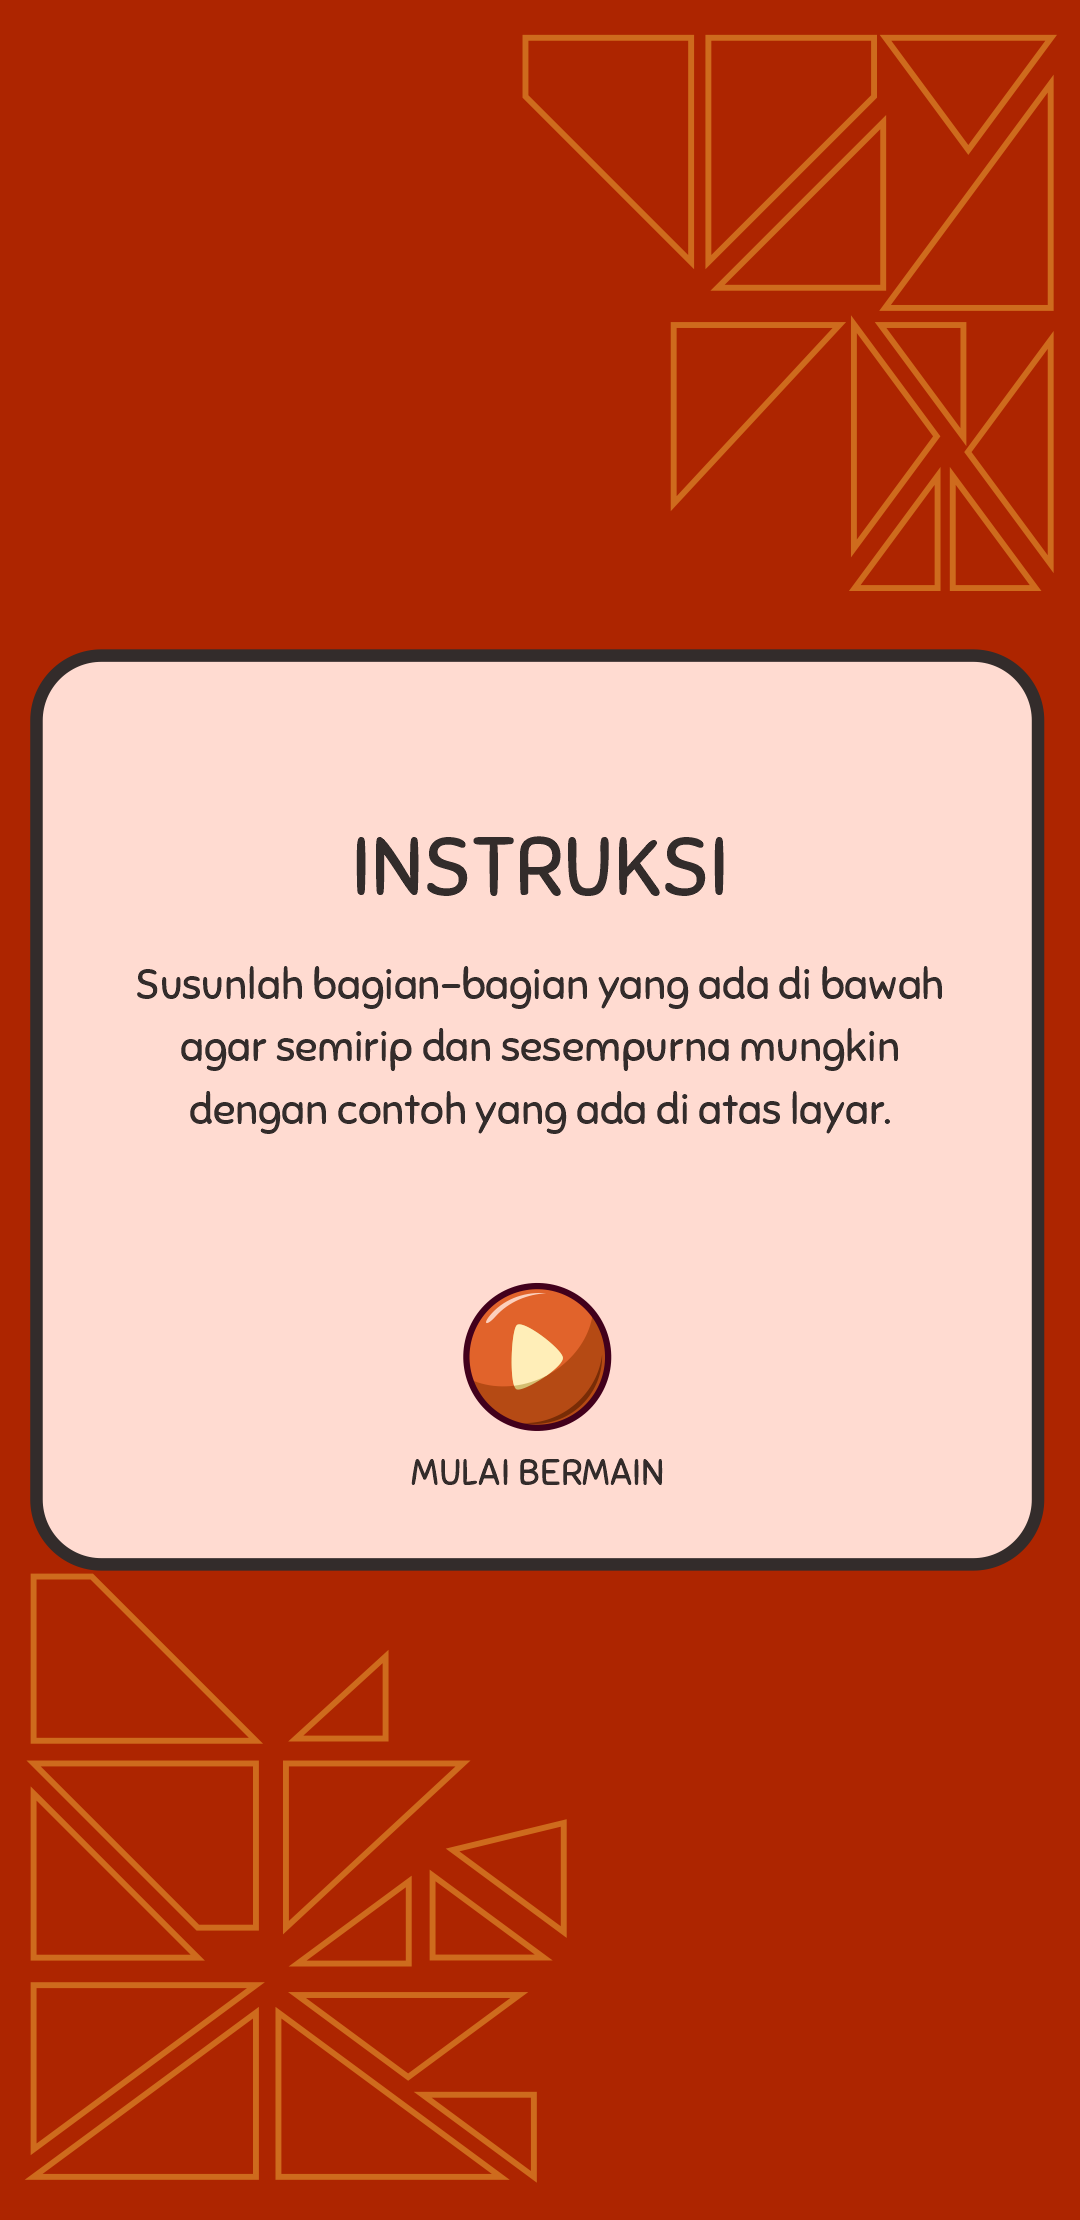 INSTRUKSI
Susunlah bagian-bagian yang ada di bawah
agar semirip dan sesempurna mungkin
dengan contoh yang ada di atas layar.
MULAI BERMAIN